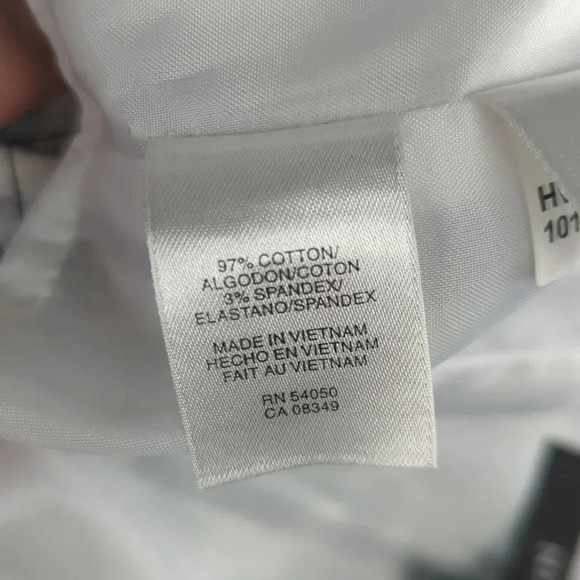 97% COTTON/
ALGODON/COTON
3% SPANDEX/
ELASTANO/SPANDEX
MADE IN VIETNAM
HECHO EN VIETNAM
FAIT AU VIETNAM
RN 54050
CA 08349
101